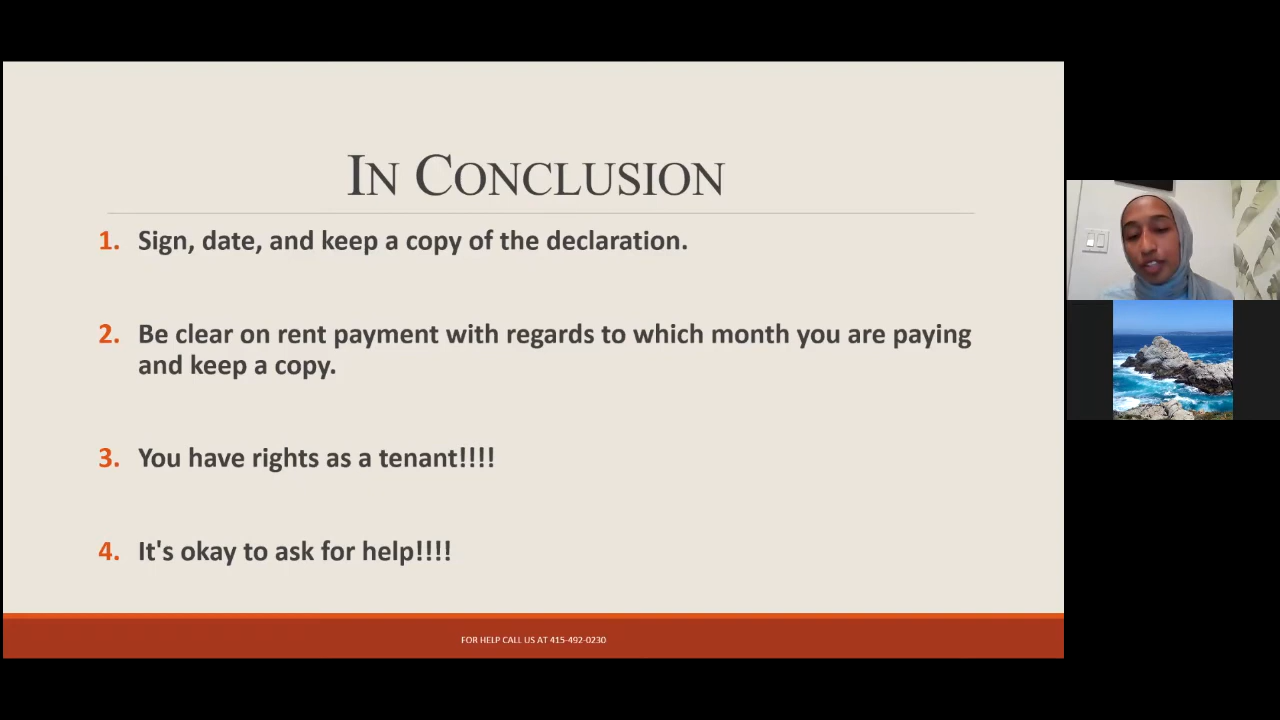 IN CONCLUSION
1. Sign, date, and keep a copy of the declaration.
2. Be clear on rent payment with regards to which month you are paying
and keep a copy.
3. You have rights as a tenant!!!!
4. It's okay to ask for help!!!!
FOR HELP CALL US AT 415-492-0230